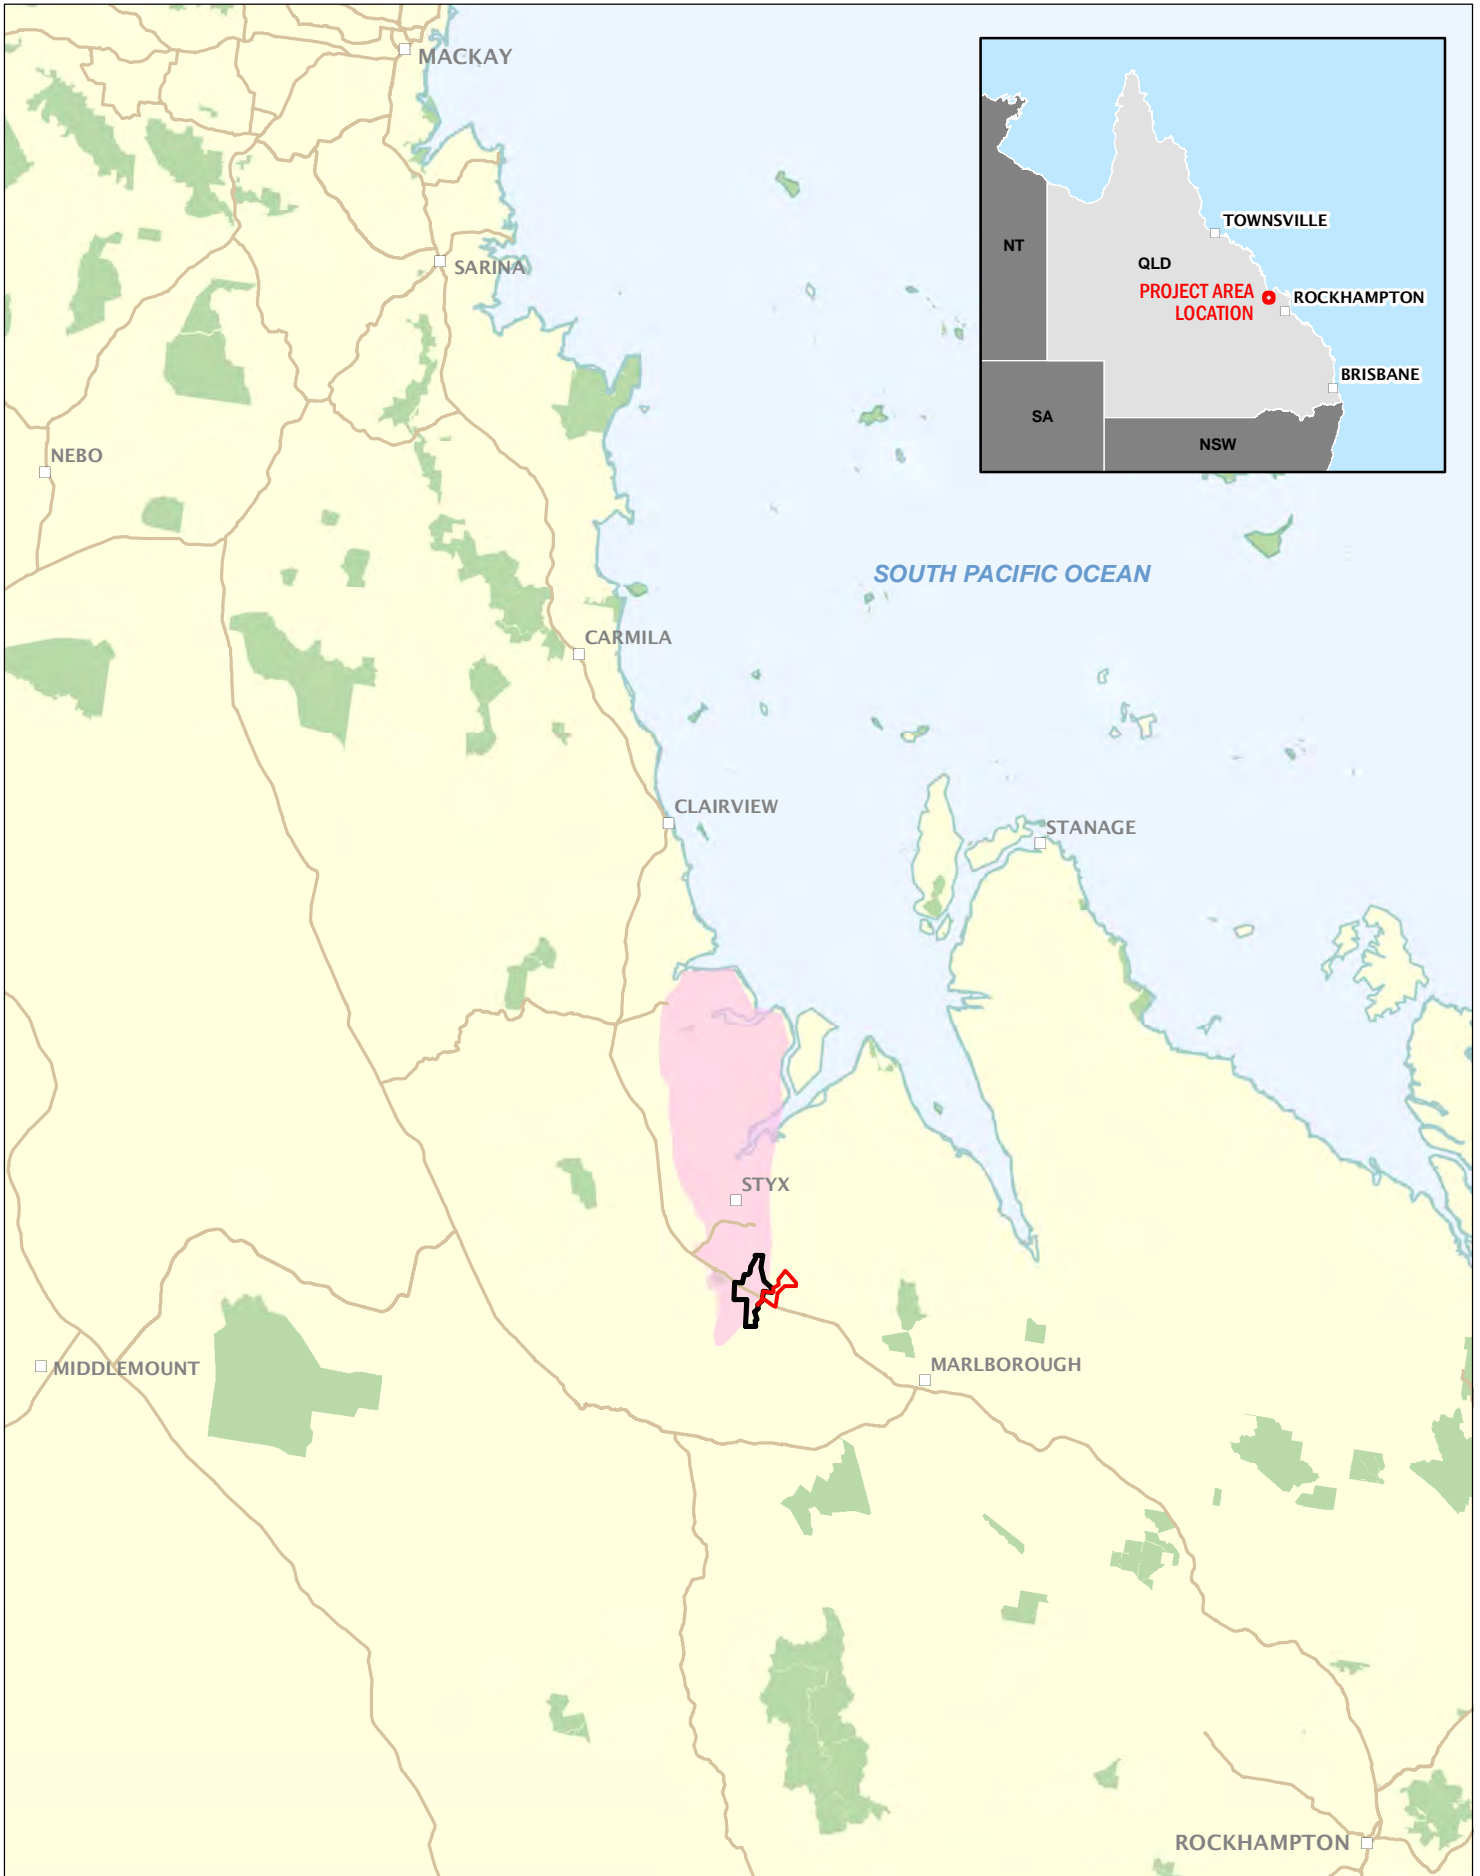 MACKAY
TOWNSVILLE
NT
QLD
SARINA
PROJECT AREA
LOCATION
ROCKHAMPTON
BRISBANE
SA
NSW
NEBO
SOUTH PACIFIC OCEAN
CARMILA
CLAIRVIEW
STANAGE
STYX
MIDDLEMOUNT
MARLBOROUGH
ROCKHAMPTON